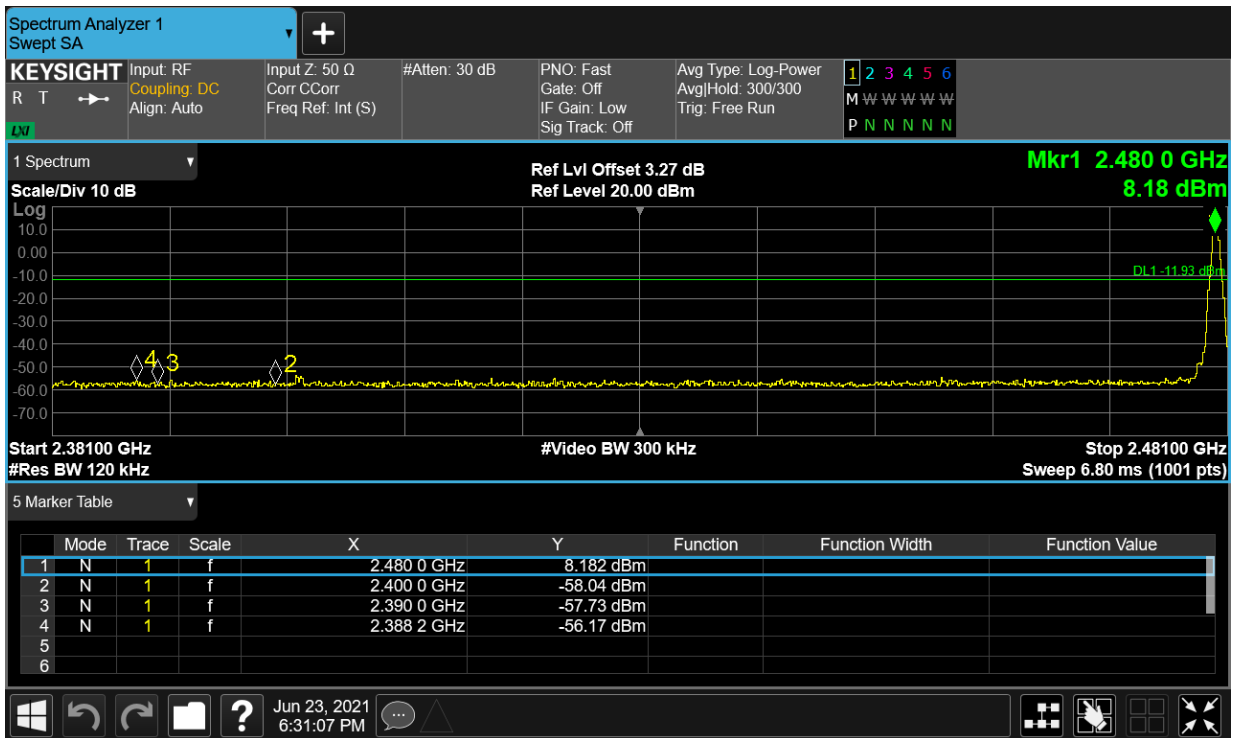 Spectrum Analyzer 1
Swept SA
+
KEYSIGHT
R T
LXI
Input: RF
Coupling: DC
Align: Auto
Input Z: 50 Ω
Corr CCorr
Freq Ref: Int (S)
#Atten: 30 dB
PNO: Fast
Gate: Off
IF Gain: Low
Sig Track: Off
Avg Type: Log-Power
Avg|Hold: 300/300
Trig: Free Run
1 2 3 4 5 6
M W W W W W
P N N N N N
1 Spectrum
Scale/Div 10 dB
Ref Lvl Offset 3.27 dB
Ref Level 20.00 dBm
Mkr1 2.480 0 GHz
8.18 dBm
Log
10.0
0.00
-10.0
-20.0
-30.0
-40.0
-50.0
-60.0
-70.0
DL1 -11.93 dBm
4 3 2
Start 2.38100 GHz
#Res BW 120 kHz
#Video BW 300 kHz
Stop 2.48100 GHz
Sweep 6.80 ms (1001 pts)
5 Marker Table
Mode Trace Scale X Y Function Function Width Function Value
1 N 1 f 2.480 0 GHz 8.182 dBm
2 N 1 f 2.400 0 GHz -58.04 dBm
3 N 1 f 2.390 0 GHz -57.73 dBm
4 N 1 f 2.388 2 GHz -56.17 dBm
5
6
?
Jun 23, 2021
6:31:07 PM